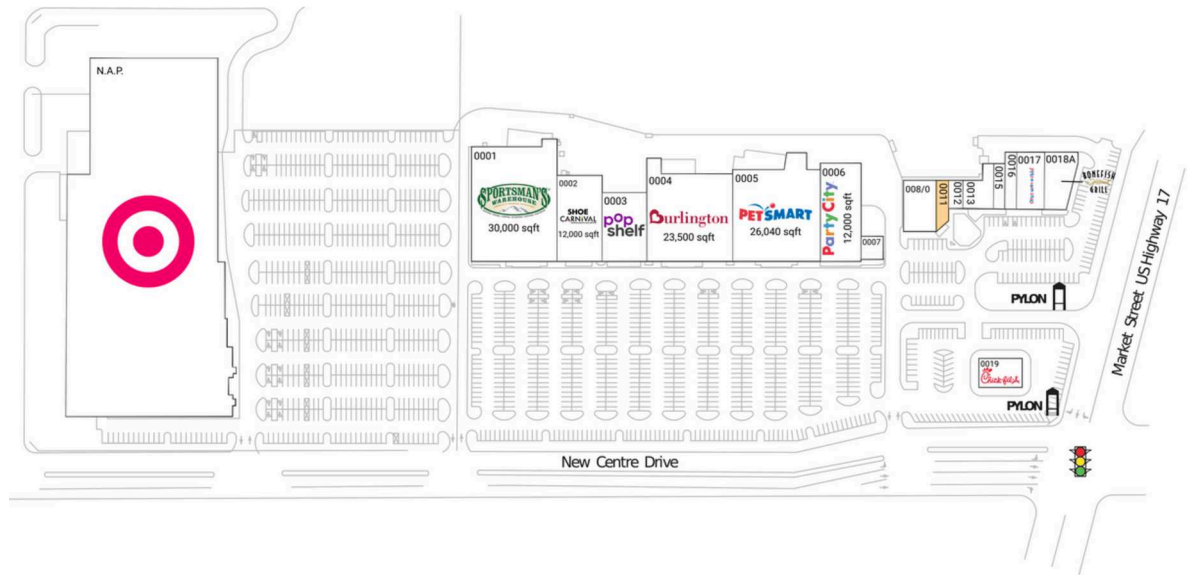 N.A.P.
0001
SPORTSMAN'S
WAREHOUSE
30,000 sqft
0002
SHOE
CARNIVAL
12,000 sqft
0003
pop
shelf
0004
Burlington
23,500 sqft
0005
PETSMART
26,040 sqft
0006
Party City
12,000 sqft
0007
008/0
0011
0012
0013
0015
0016
0017
0018A
BONEFISH
GRILL
PYLON
0019
Chick-fil-A
PYLON
Market Street US Highway 17
New Centre Drive